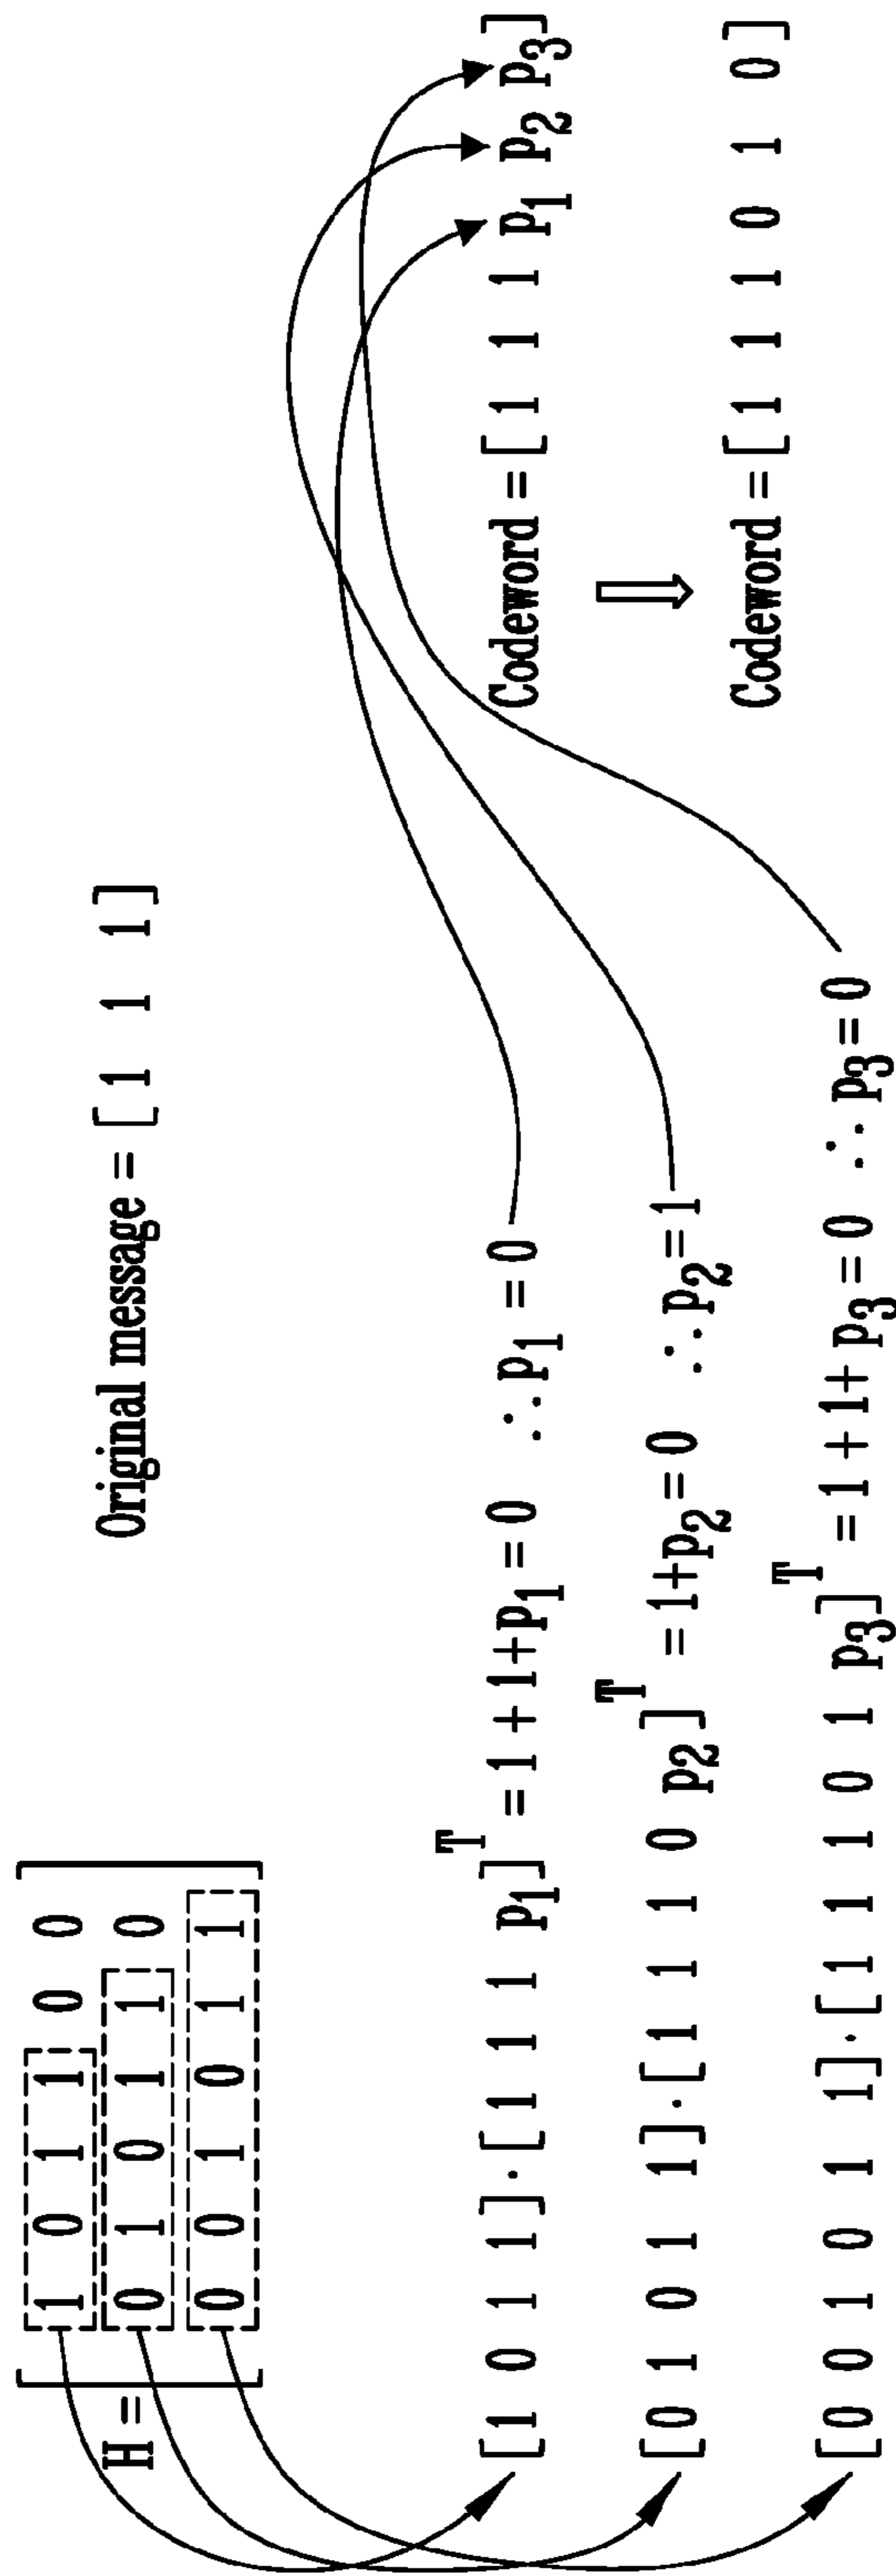 1 0 1 1 0 0
H = [ 0 1 0 1 1 0 ]
0 0 1 0 1 1
Original message = [ 1 1 1 ]
[1 0 1 1]·[1 1 1 p₁]ᵀ = 1+1+p₁ = 0 ∴p₁ = 0
[0 1 0 1 1]·[1 1 1 0 p₂]ᵀ = 1+p₂ = 0 ∴p₂ = 1
[0 0 1 0 1 1]·[1 1 1 0 1 p₃]ᵀ = 1+1+p₃ = 0 ∴p₃ = 0
Codeword = [ 1 1 1 p₁ p₂ p₃ ]
⇓
Codeword = [ 1 1 1 0 1 0 ]